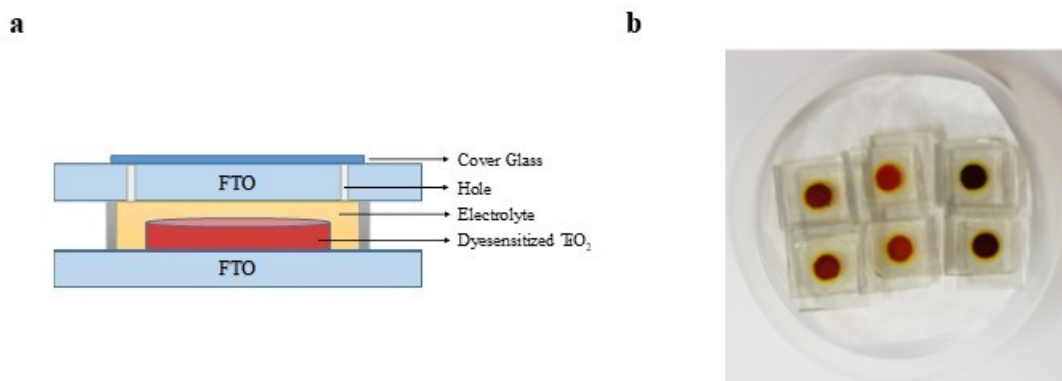 a
b
Cover Glass
FTO
Hole
Electrolyte
Dyesensitized TiO₂
FTO